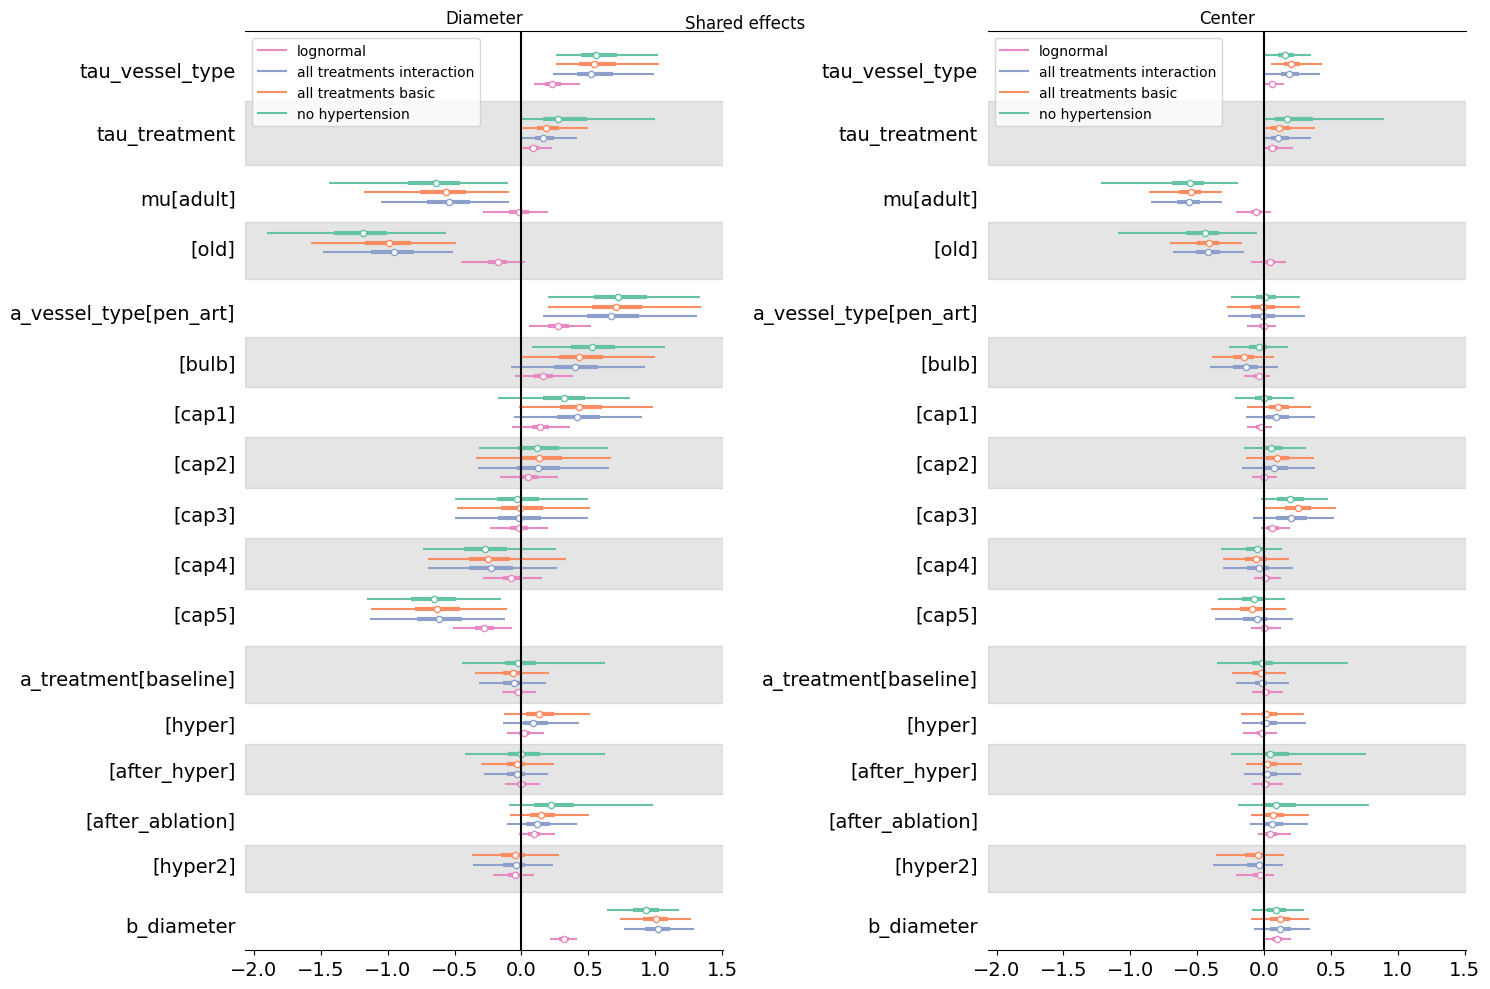 Shared effects
Diameter
lognormal
all treatments interaction
all treatments basic
no hypertension
tau_vessel_type
tau_treatment
mu[adult]
[old]
a_vessel_type[pen_art]
[bulb]
[cap1]
[cap2]
[cap3]
[cap4]
[cap5]
a_treatment[baseline]
[hyper]
[after_hyper]
[after_ablation]
[hyper2]
b_diameter
−2.0 −1.5 −1.0 −0.5 0.0 0.5 1.0 1.5
Center
lognormal
all treatments interaction
all treatments basic
no hypertension
tau_vessel_type
tau_treatment
mu[adult]
[old]
a_vessel_type[pen_art]
[bulb]
[cap1]
[cap2]
[cap3]
[cap4]
[cap5]
a_treatment[baseline]
[hyper]
[after_hyper]
[after_ablation]
[hyper2]
b_diameter
−2.0 −1.5 −1.0 −0.5 0.0 0.5 1.0 1.5